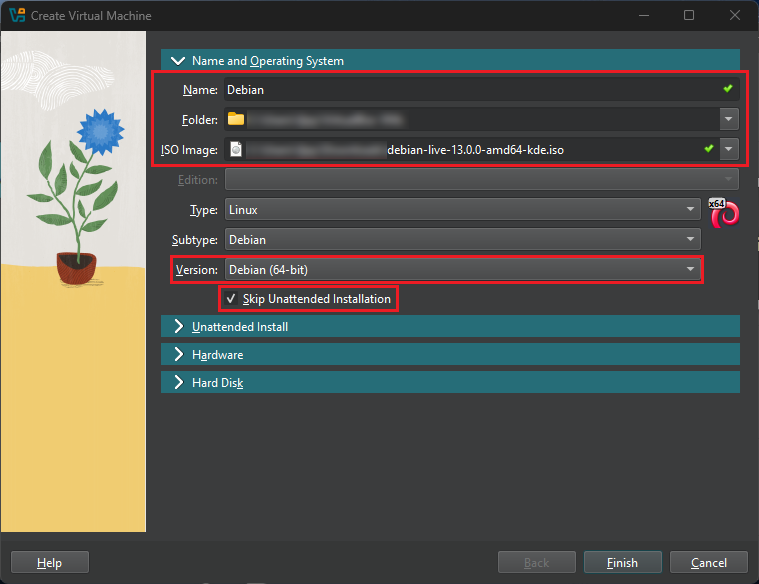 Create Virtual Machine
Name and Operating System
Name: Debian
Folder:
ISO Image: debian-live-13.0.0-amd64-kde.iso
Edition:
Type: Linux
x64
Subtype: Debian
Version: Debian (64-bit)
Skip Unattended Installation
Unattended Install
Hardware
Hard Disk
Help
Back
Finish
Cancel